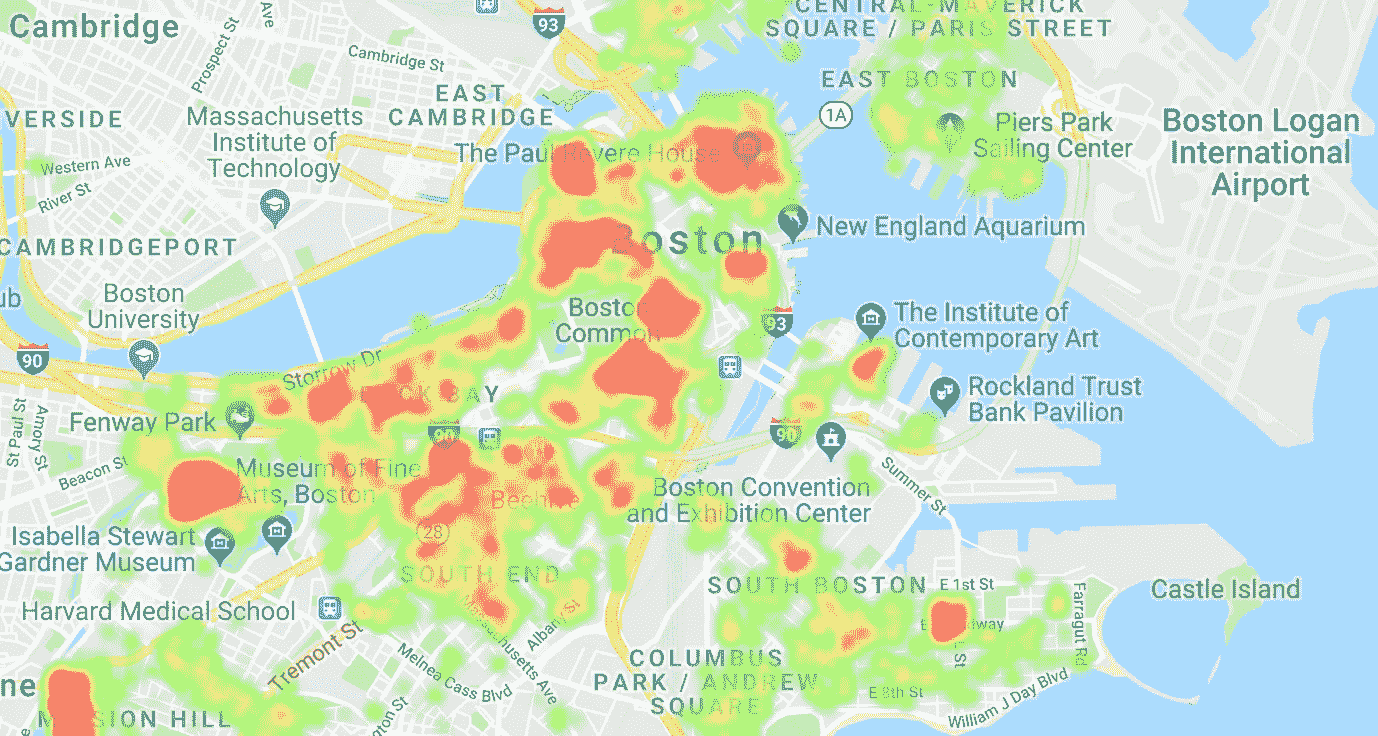 Cambridge
Prospect St
Ave
93
CENTRAL-MAVERICK
SQUARE / PARIS STREET
Cambridge St
EAST
CAMBRIDGE
EAST BOSTON
VERSIDE
Massachusetts
Institute of
Technology
1A
Piers Park
Sailing Center
Boston Logan
International
Airport
Western Ave
River St
The Paul Revere House
CAMBRIDGEPORT
Boston
New England Aquarium
ub
Boston
University
Boston
Common
93
The Institute of
Contemporary Art
90
Storrow Dr
CK BAY
Rockland Trust
Bank Pavilion
Fenway Park
St Paul St
Amory St
90
90
Beacon St
Museum of Fine
Arts, Boston
Boston Convention
and Exhibition Center
Summer St
Isabella Stewart
Gardner Museum
28
SOUTH END
SOUTH BOSTON
E 1st St
Castle Island
Harvard Medical School
Albany St
Massachusetts Ave
Farragut Rd
Tremont St
Melnea Cass Blvd
COLUMBUS
PARK / ANDREW
SQUARE
E 8th St
William J Day Blvd
ne
MISSION HILL